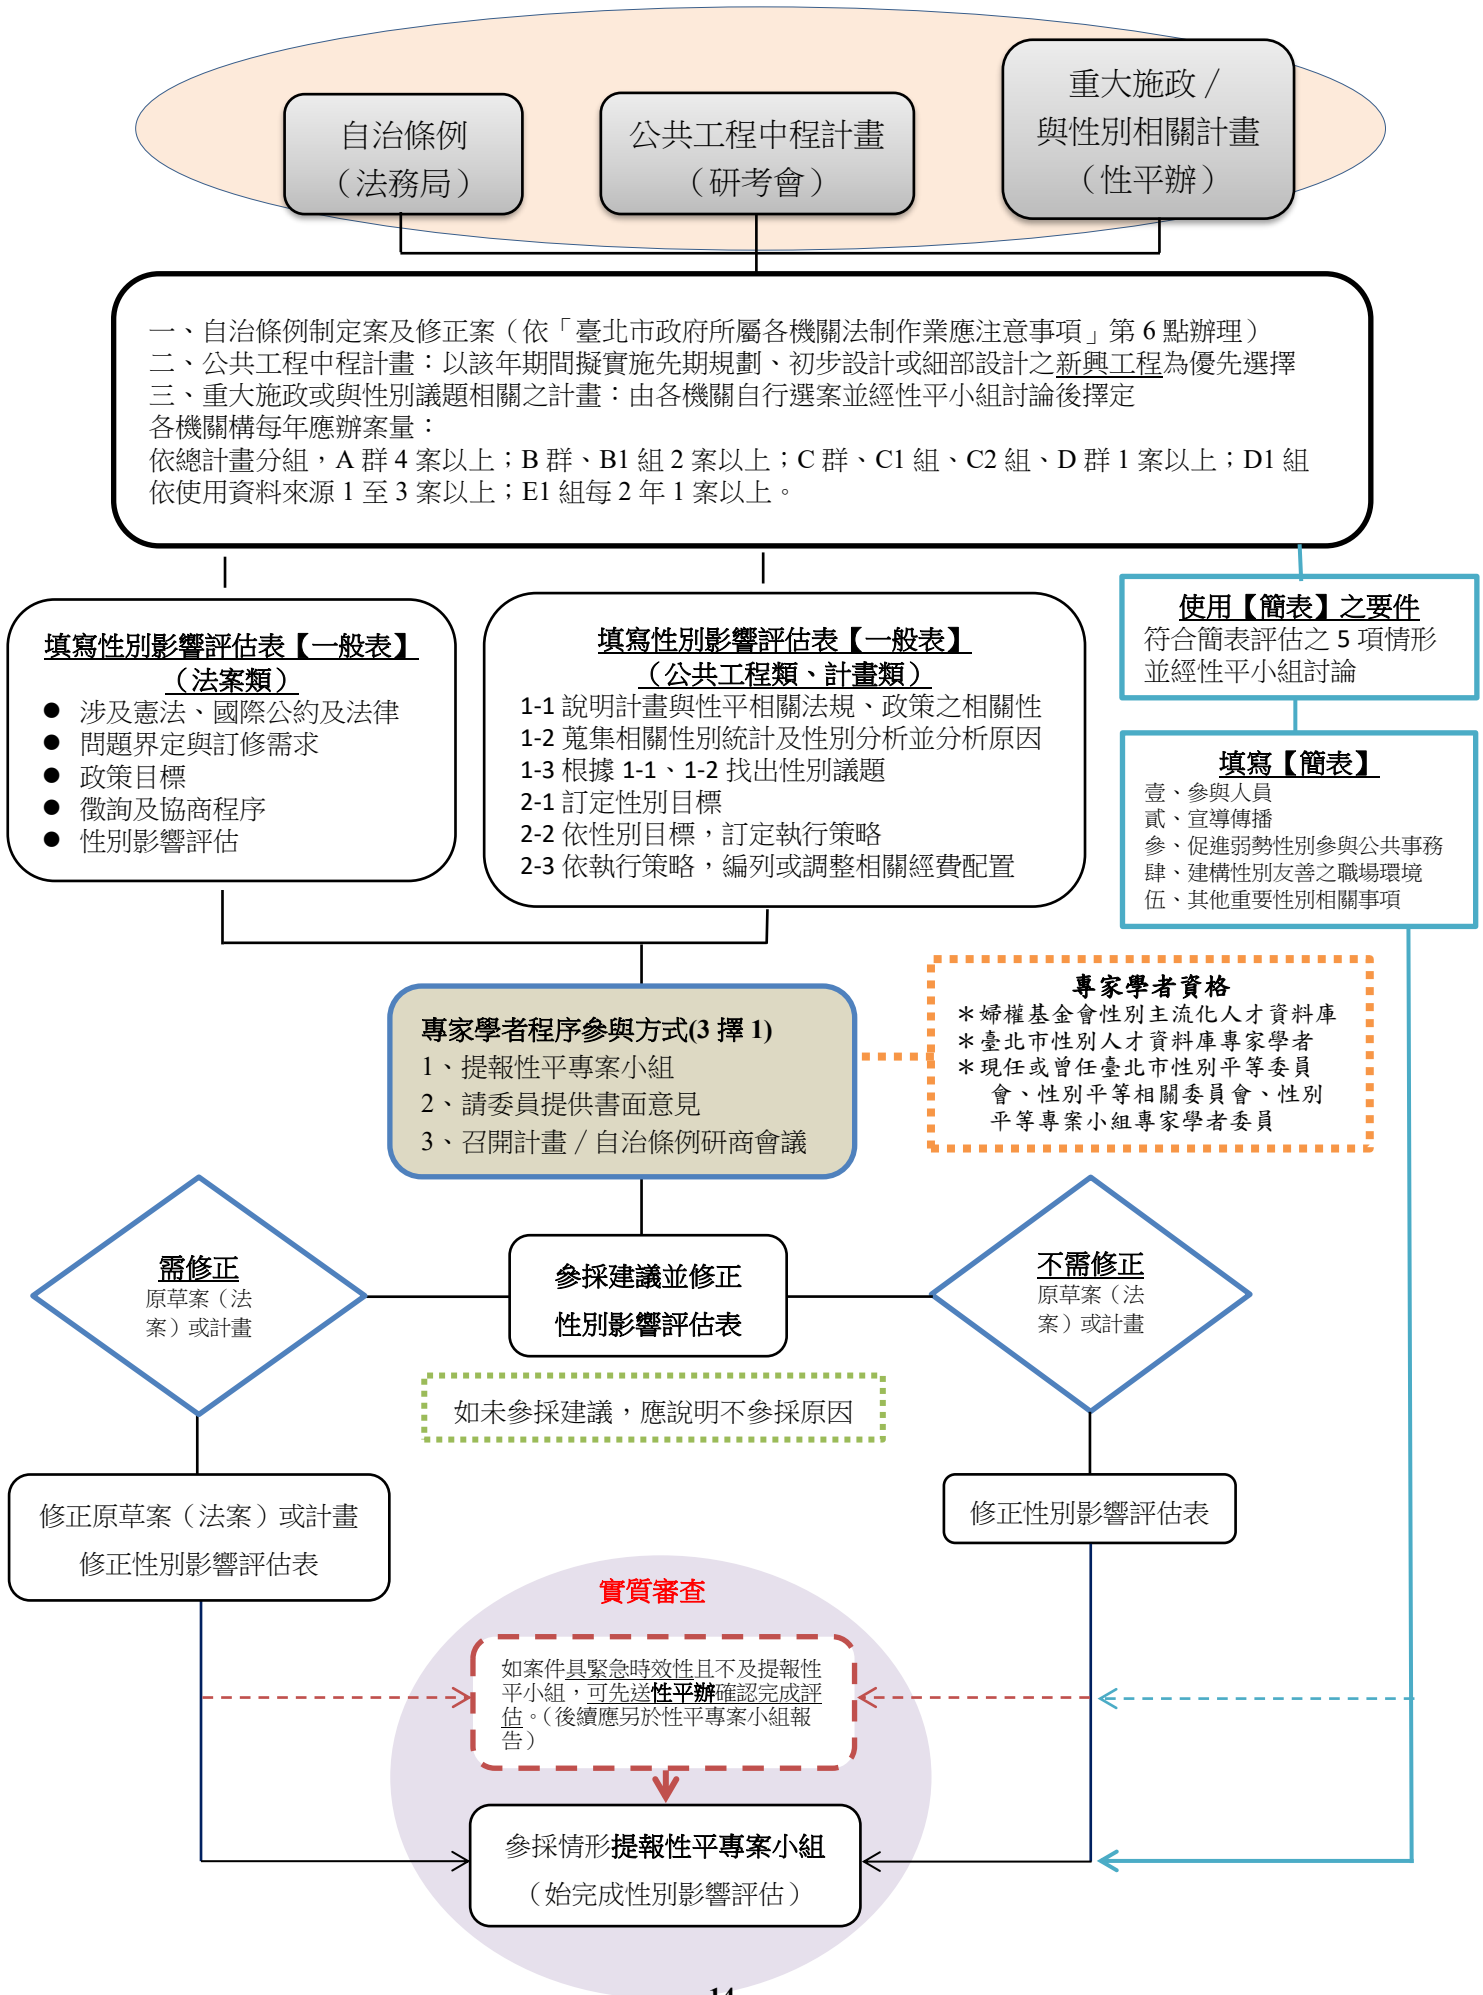 自治條例
（法務局）
公共工程中程計畫
（研考會）
重大施政／
與性別相關計畫
（性平辦）
一、自治條例制定案及修正案（依「臺北市政府所屬各機關法制作業應注意事項」第 6 點辦理）
二、公共工程中程計畫：以該年期間擬實施先期規劃、初步設計或細部設計之新興工程為優先選擇
三、重大施政或與性別議題相關之計畫：由各機關自行選案並經性平小組討論後擇定
各機關構每年應辦案量：
依總計畫分組，A 群 4 案以上；B 群、B1 組 2 案以上；C 群、C1 組、C2 組、D 群 1 案以上；D1 組
依使用資料來源 1 至 3 案以上；E1 組每 2 年 1 案以上。
填寫性別影響評估表【一般表】
（法案類）
● 涉及憲法、國際公約及法律
● 問題界定與訂修需求
● 政策目標
● 徵詢及協商程序
● 性別影響評估
填寫性別影響評估表【一般表】
（公共工程類、計畫類）
1-1 說明計畫與性平相關法規、政策之相關性
1-2 蒐集相關性別統計及性別分析並分析原因
1-3 根據 1-1、1-2 找出性別議題
2-1 訂定性別目標
2-2 依性別目標，訂定執行策略
2-3 依執行策略，編列或調整相關經費配置
使用【簡表】之要件
符合簡表評估之 5 項情形
並經性平小組討論
填寫【簡表】
壹、參與人員
貳、宣導傳播
參、促進弱勢性別參與公共事務
肆、建構性別友善之職場環境
伍、其他重要性別相關事項
專家學者程序參與方式(3 擇 1)
1、提報性平專案小組
2、請委員提供書面意見
3、召開計畫／自治條例研商會議
專家學者資格
＊婦權基金會性別主流化人才資料庫
＊臺北市性別人才資料庫專家學者
＊現任或曾任臺北市性別平等委員
會、性別平等相關委員會、性別
平等專案小組專家學者委員
需修正
原草案（法
案）或計畫
參採建議並修正
性別影響評估表
不需修正
原草案（法
案）或計畫
如未參採建議，應說明不參採原因
修正原草案（法案）或計畫
修正性別影響評估表
修正性別影響評估表
實質審查
如案件具緊急時效性且不及提報性
平小組，可先送性平辦確認完成評
估。（後續應另於性平專案小組報
告）
參採情形提報性平專案小組
（始完成性別影響評估）
14